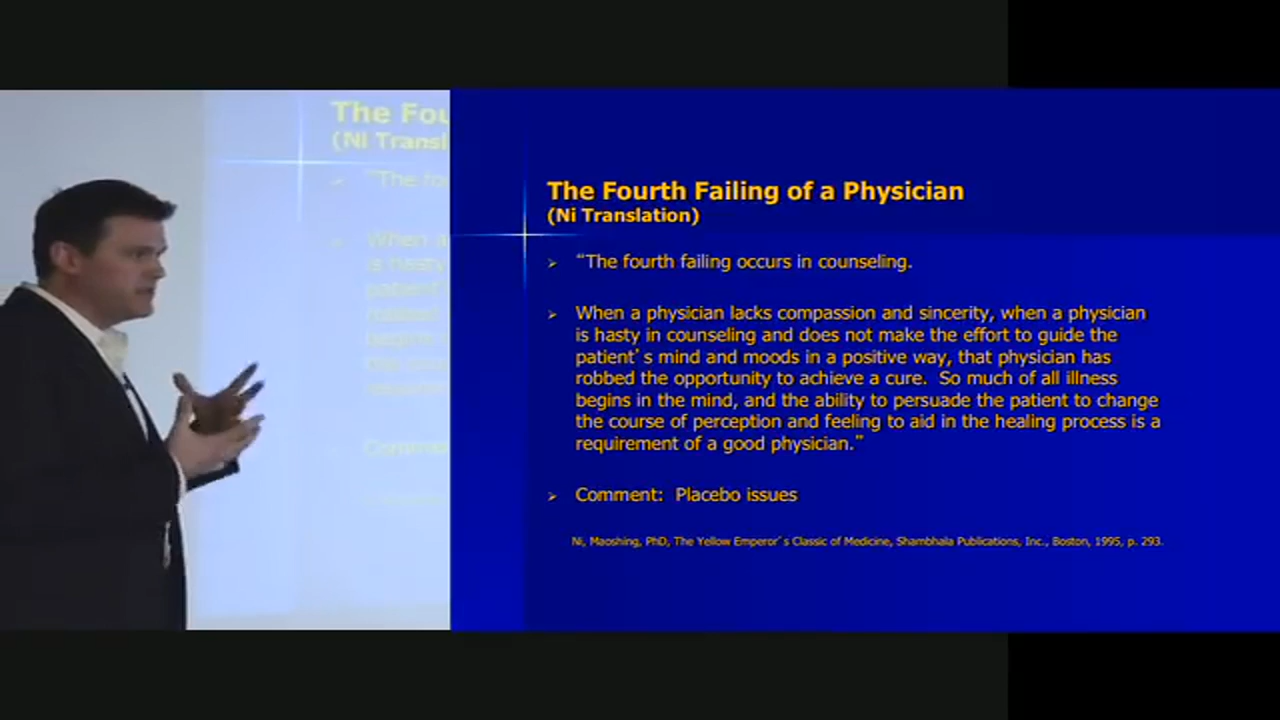 The Fou
(Ni Transl
"The fo
When a
is hasty
patient'
Comme
The Fourth Failing of a Physician
(Ni Translation)
➢ “The fourth failing occurs in counseling.
➢ When a physician lacks compassion and sincerity, when a physician
is hasty in counseling and does not make the effort to guide the
patient’s mind and moods in a positive way, that physician has
robbed the opportunity to achieve a cure.  So much of all illness
begins in the mind, and the ability to persuade the patient to change
the course of perception and feeling to aid in the healing process is a
requirement of a good physician.”
➢ Comment:  Placebo issues
Ni, Maoshing, PhD, The Yellow Emperor’s Classic of Medicine, Shambhala Publications, Inc., Boston, 1995, p. 293.